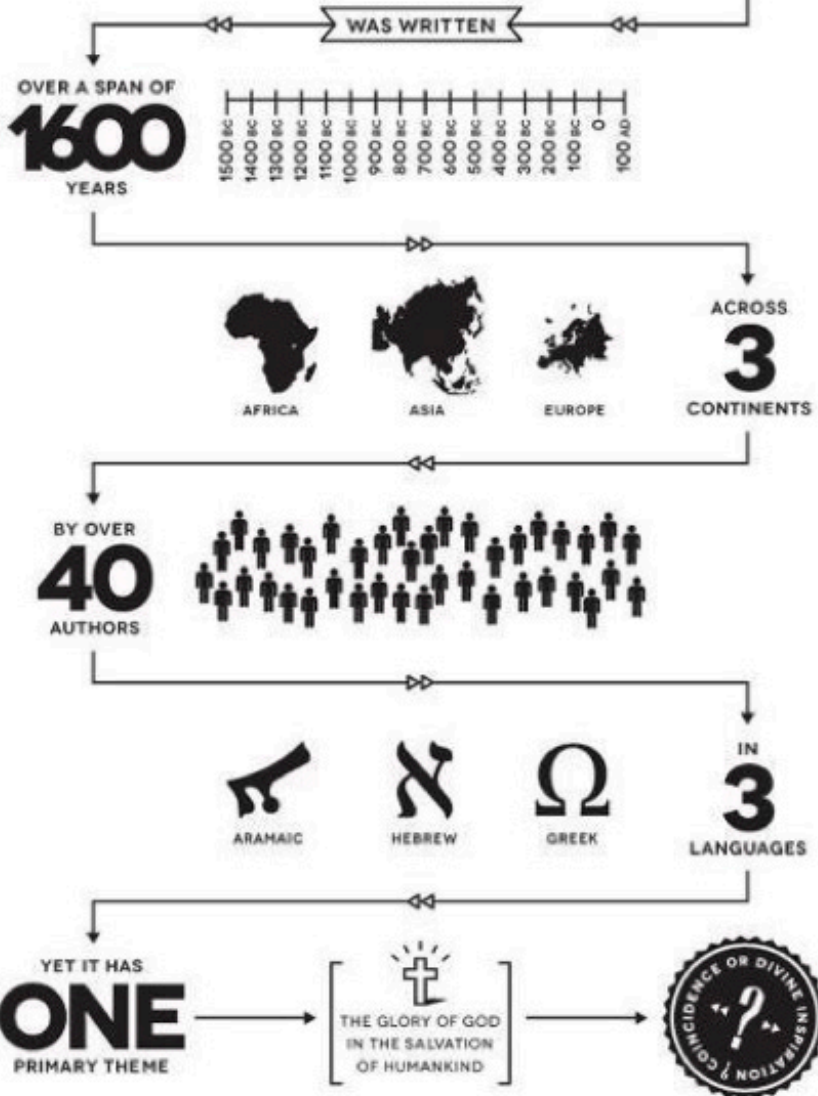 WAS WRITTEN
OVER A SPAN OF
1600
YEARS
1500 BC
1400 BC
1300 BC
1200 BC
1100 BC
1000 BC
900 BC
800 BC
700 BC
600 BC
500 BC
400 BC
300 BC
200 BC
100 BC
0
100 AD
AFRICA
ASIA
EUROPE
ACROSS
3
CONTINENTS
BY OVER
40
AUTHORS
ARAMAIC
א
HEBREW
Ω
GREEK
IN
3
LANGUAGES
YET IT HAS
ONE
PRIMARY THEME
THE GLORY OF GOD
IN THE SALVATION
OF HUMANKIND
COINCIDENCE OR DIVINE INSPIRATION?
?